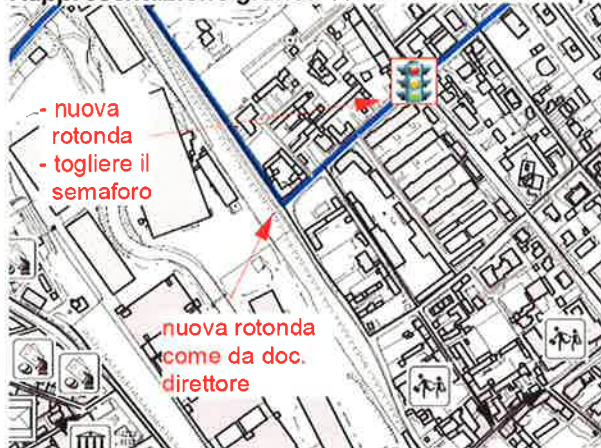 - nuova
rotonda
- togliere il
semaforo
nuova rotonda
come da doc.
direttore